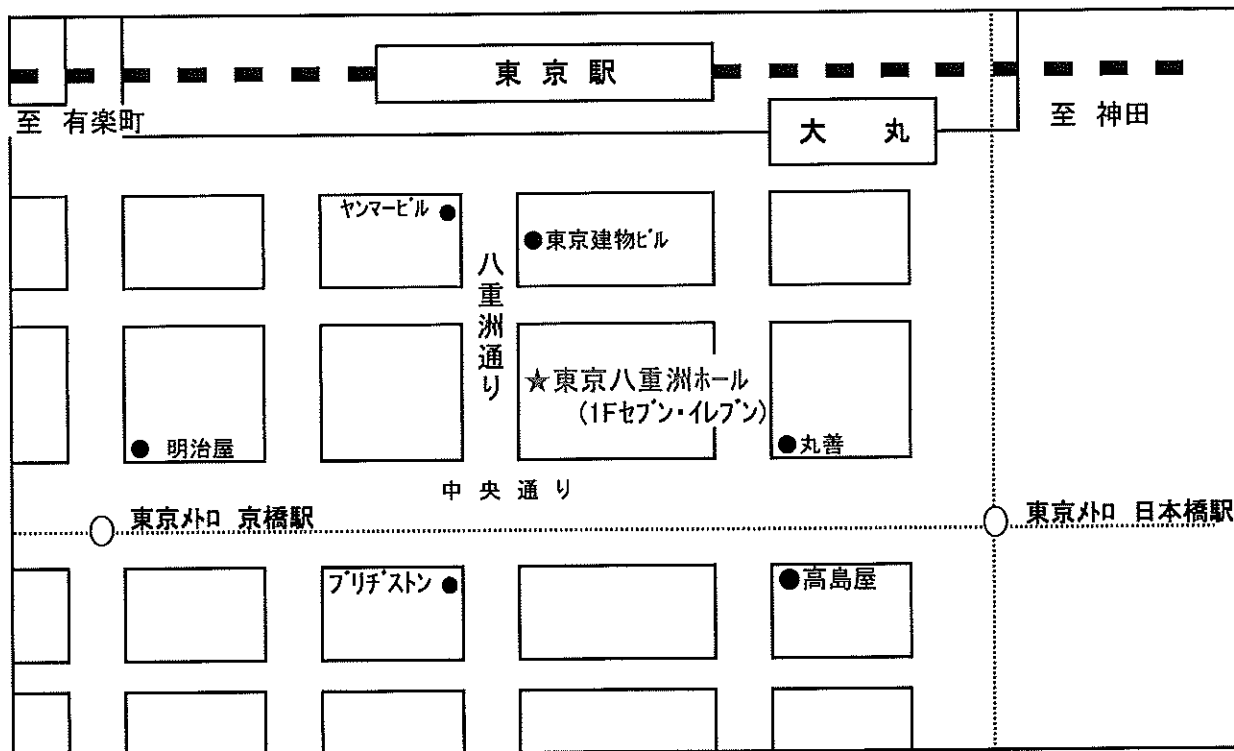 東京駅
至 有楽町
大 丸
至 神田
ヤンマービル
東京建物ビル
八重洲通り
★東京八重洲ホール
(1Fセブン・イレブン)
明治屋
丸善
中央通り
東京メトロ 京橋駅
東京メトロ 日本橋駅
ブリヂストン
高島屋